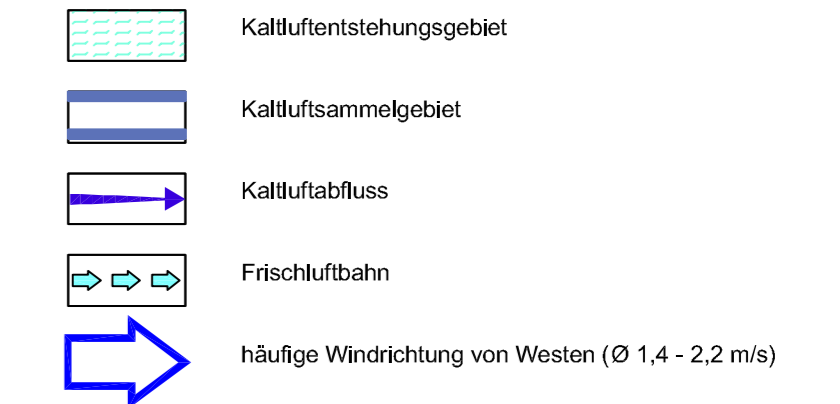 Kaltluftentstehungsgebiet
Kaltluftsammelgebiet
Kaltluftabfluss
Frischluftbahn
häufige Windrichtung von Westen (Ø 1,4 - 2,2 m/s)